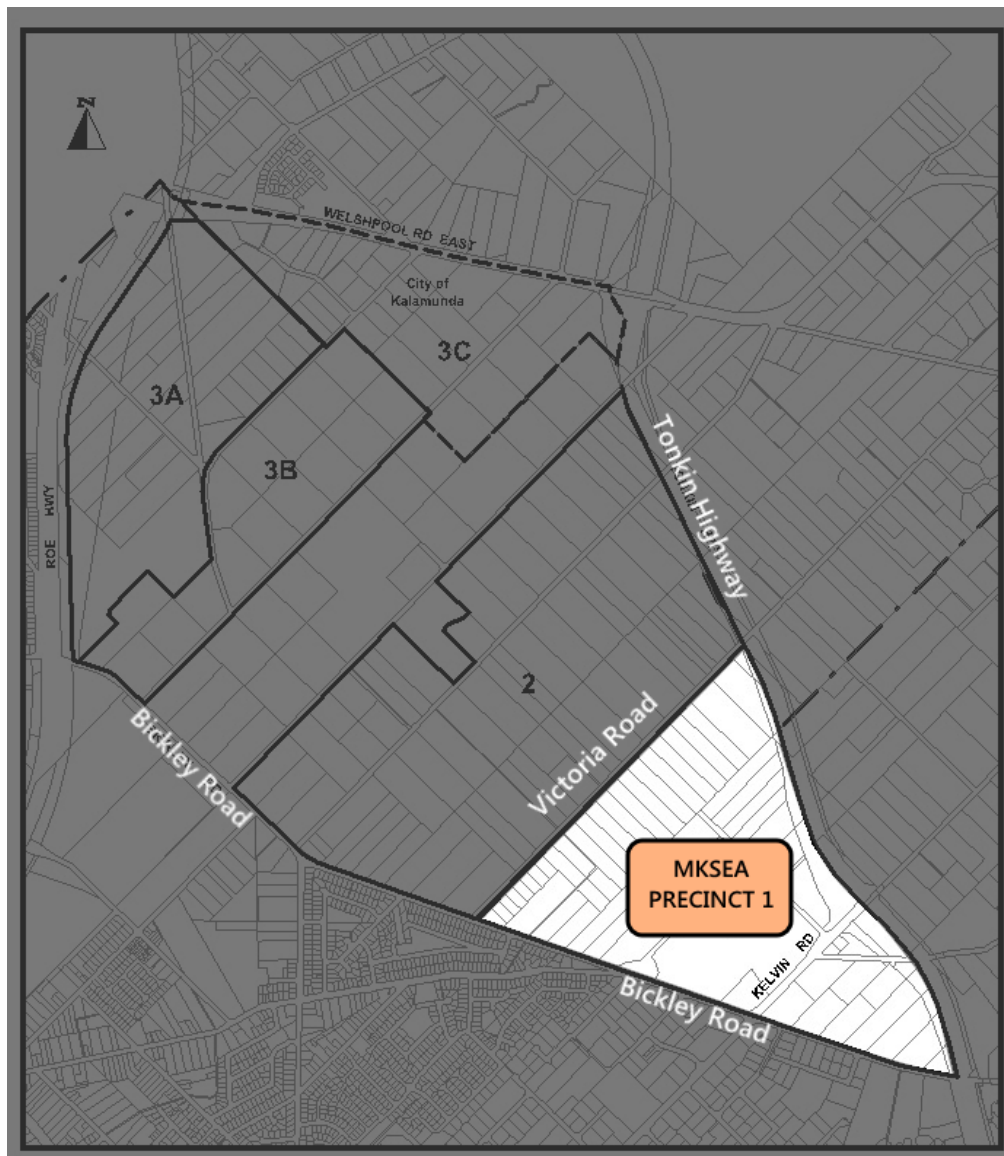 N
WELSHPOOL RD EAST
City of
Kalamunda
3C
3A
3B
ROE HWY
Tonkin Highway
2
Victoria Road
Bickley Road
MKSEA
PRECINCT 1
KELVIN RD
Bickley Road